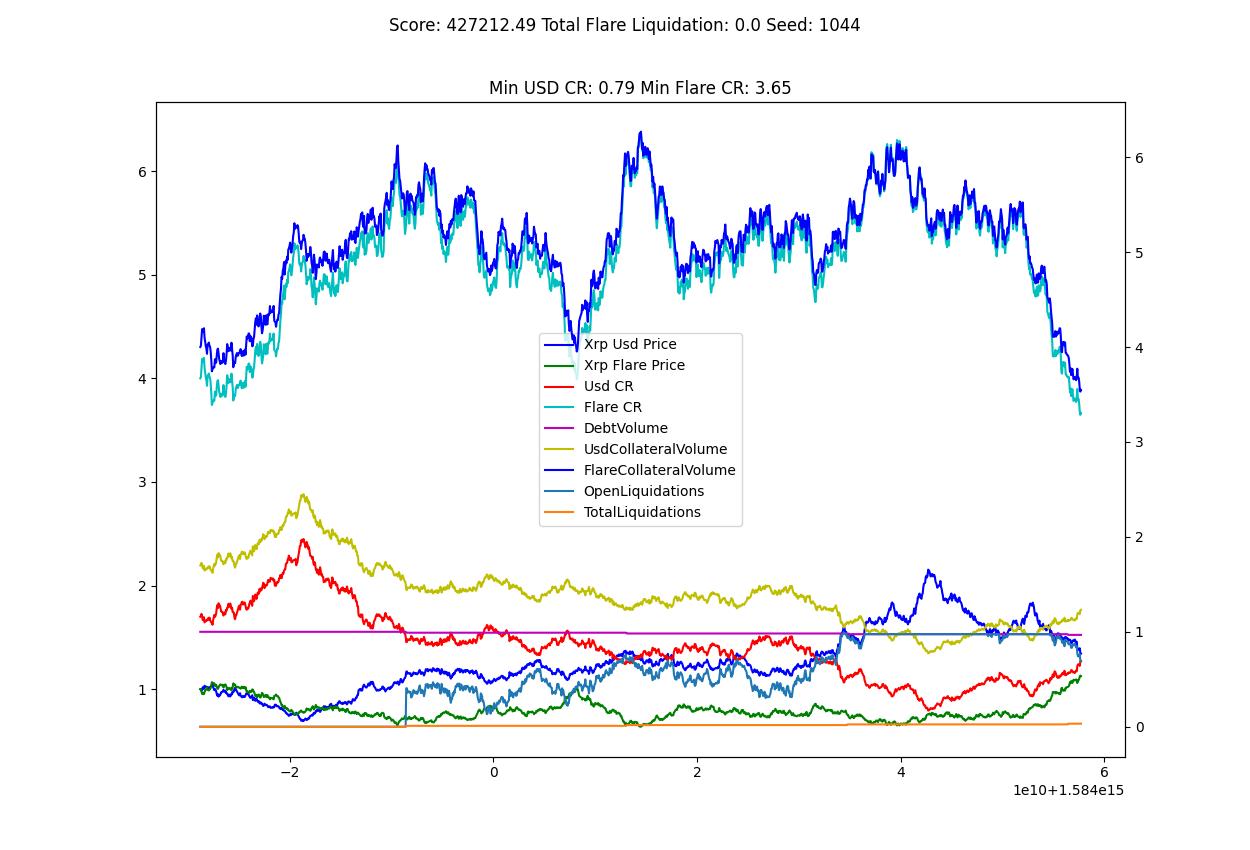 Score: 427212.49 Total Flare Liquidation: 0.0 Seed: 1044
Min USD CR: 0.79 Min Flare CR: 3.65
6
5
4
3
2
1
6
5
4
3
2
1
0
Xrp Usd Price
Xrp Flare Price
Usd CR
Flare CR
DebtVolume
UsdCollateralVolume
FlareCollateralVolume
OpenLiquidations
TotalLiquidations
−2 0 2 4 6
1e10+1.584e15